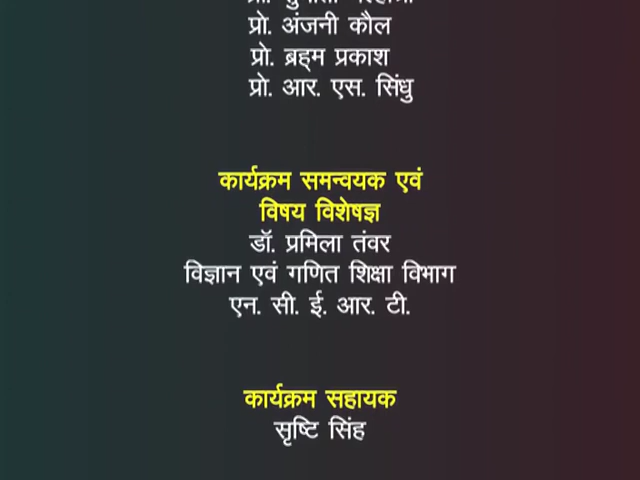 प्रो. अंजनी कौल
प्रो. ब्रह्म प्रकाश
प्रो. आर. एस. सिंधु
कार्यक्रम समन्वयक एवं
विषय विशेषज्ञ
डॉ. प्रमिला तंवर
विज्ञान एवं गणित शिक्षा विभाग
एन. सी. ई. आर. टी.
कार्यक्रम सहायक
सृष्टि सिंह